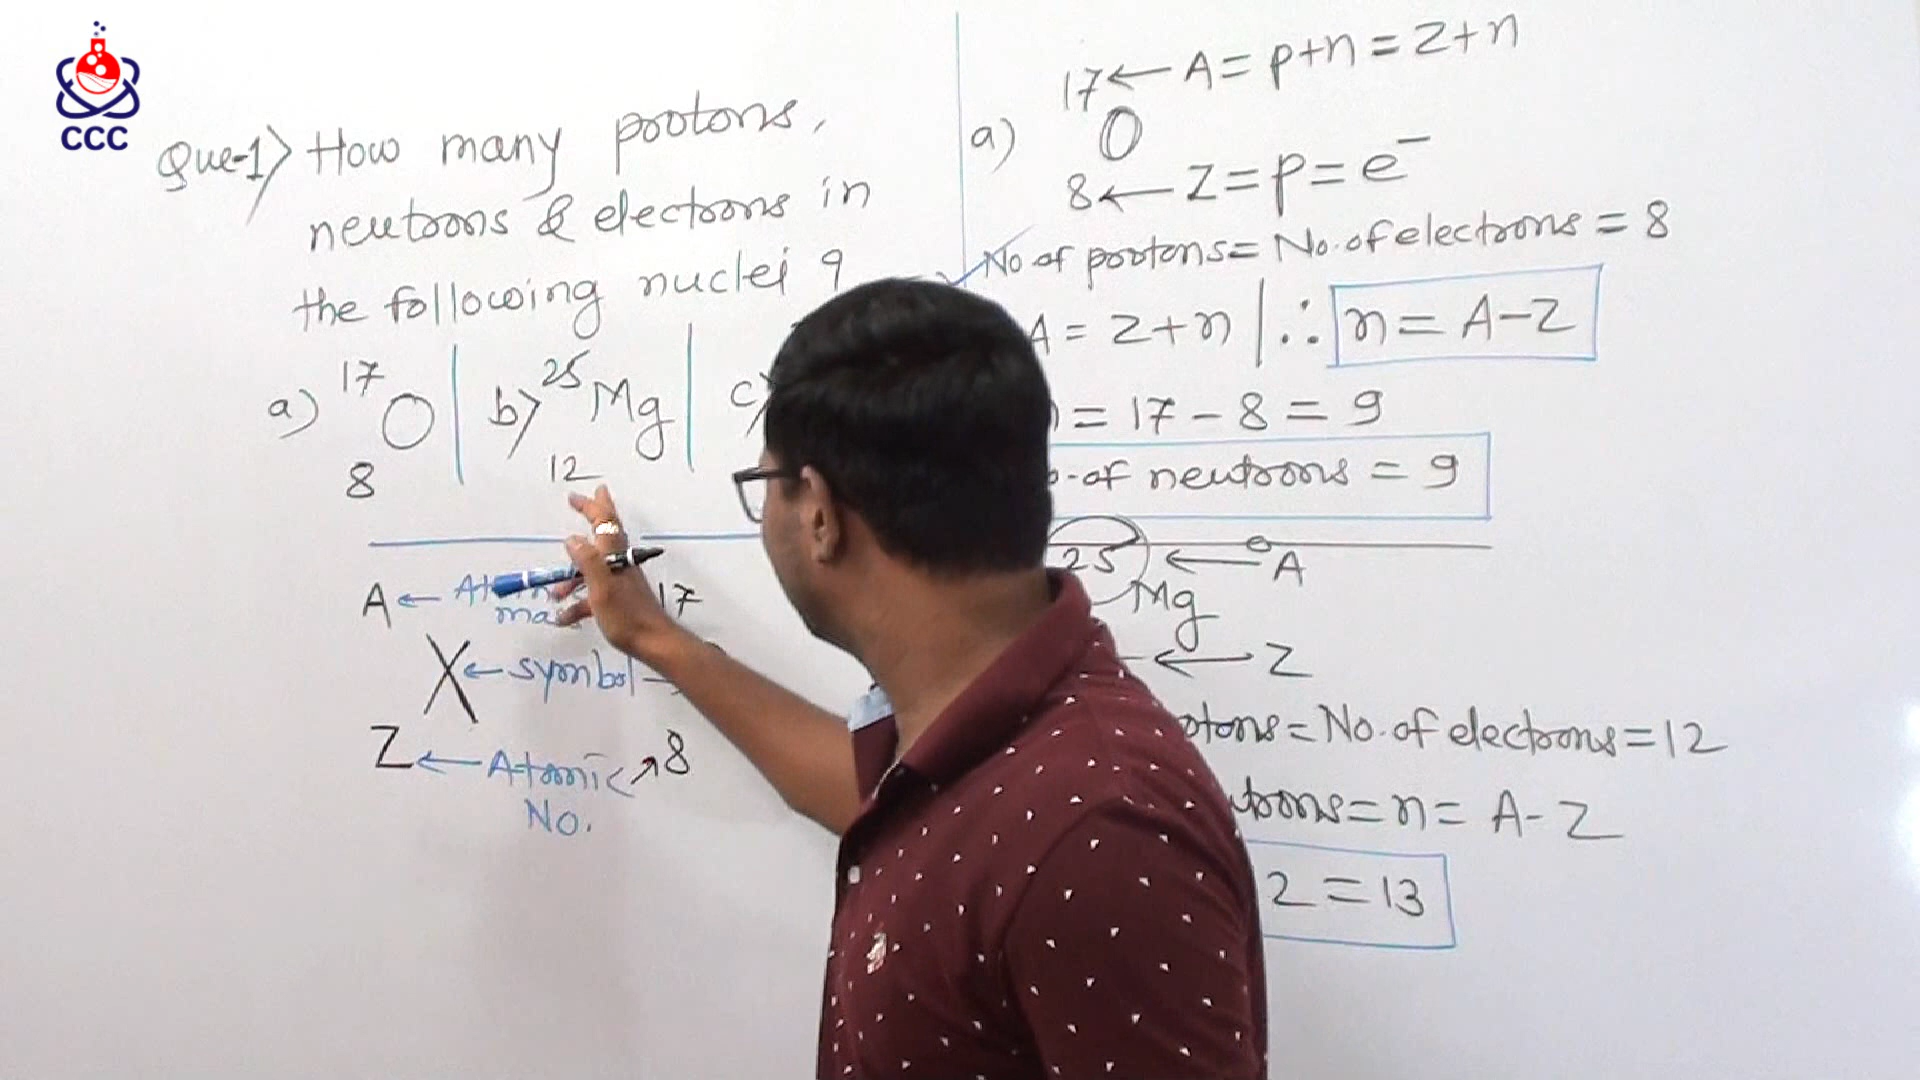 CCC
Que-1) How many protons,
neutrons & electrons in
the following nuclei ?
a) 17 O 8 | b) 25 Mg 12 | c)
A ← Atomic
mass
17
X ← symbol →
Z ← Atomic ↗ 8
No.
17 ← A = p+n = Z+n
a) O
8 ← Z = p = e⁻
No of protons = No. of electrons = 8
A = Z+n | ∴ n = A-Z
= 17 - 8 = 9
of neutrons = 9
25 ← A
Mg
← Z
= No. of electrons = 12
= n = A-Z
2 = 13